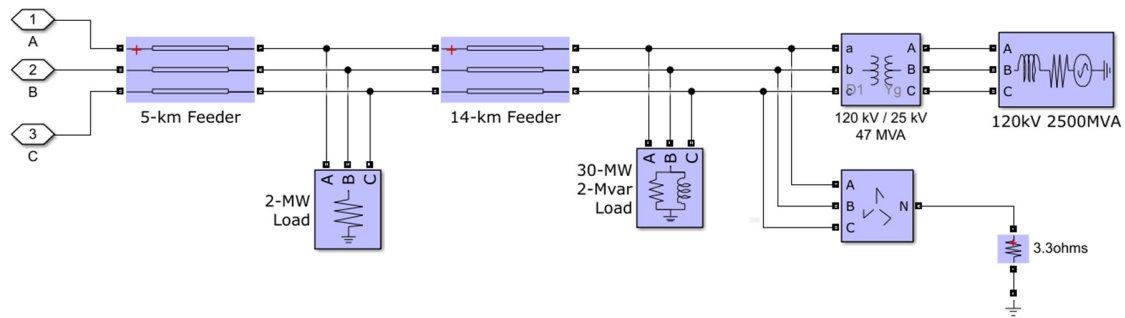 1
A
2
B
3
C
5-km Feeder
14-km Feeder
A B C
2-MW
Load
A B C
30-MW
2-Mvar
Load
a A
b B
c C
D1 Yg
120 kV / 25 kV
47 MVA
A
B
C
120kV 2500MVA
A
B N
C
3.3ohms